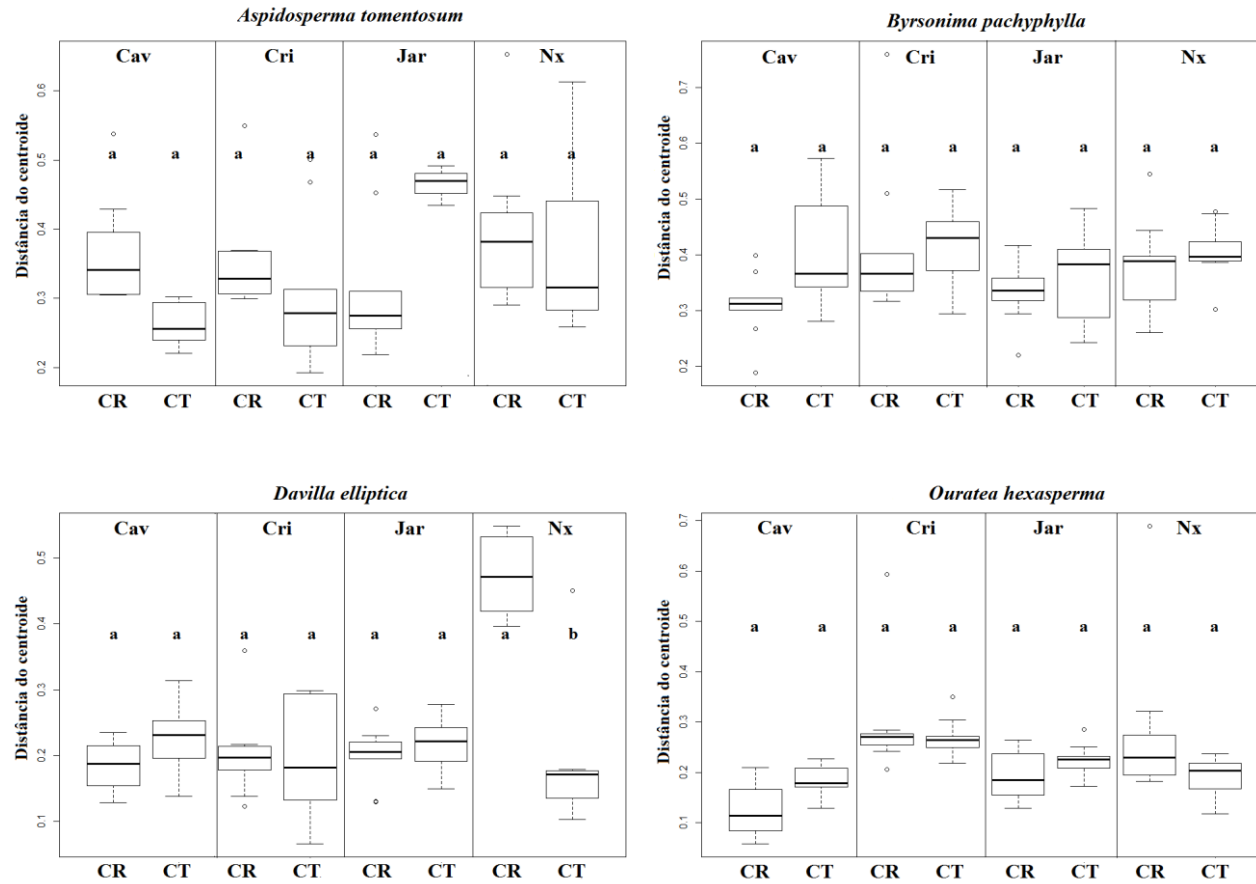 Aspidosperma tomentosum
Cav Cri Jar Nx
Distância do centroide
0.6
0.5
0.4
0.3
0.2
a a a a a a a a
CR CT CR CT CR CT CR CT
Byrsonima pachyphylla
Cav Cri Jar Nx
Distância do centroide
0.7
0.6
0.5
0.4
0.3
0.2
a a a a a a a a
CR CT CR CT CR CT CR CT
Davilla elliptica
Cav Cri Jar Nx
Distância do centroide
0.5
0.4
0.3
0.2
0.1
a a a a a a a b
CR CT CR CT CR CT CR CT
Ouratea hexasperma
Cav Cri Jar Nx
Distância do centroide
0.7
0.6
0.5
0.4
0.3
0.2
0.1
a a a a a a a a
CR CT CR CT CR CT CR CT